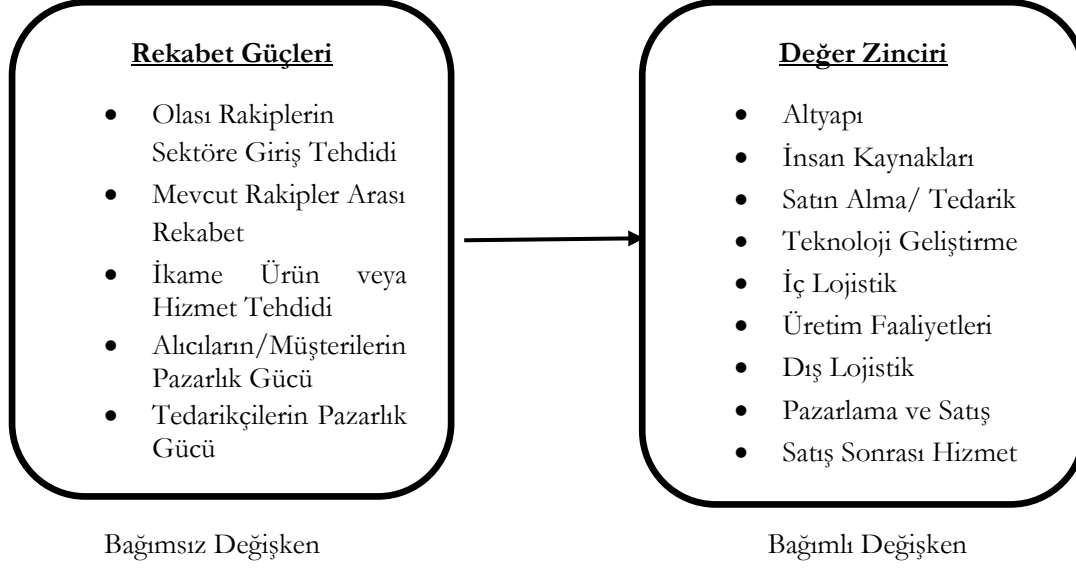 Rekabet Güçleri
• Olası Rakiplerin
Sektöre Giriş Tehdidi
• Mevcut Rakipler Arası
Rekabet
• İkame Ürün veya
Hizmet Tehdidi
• Alıcıların/Müşterilerin
Pazarlık Gücü
• Tedarikçilerin Pazarlık
Gücü
Bağımsız Değişken
Değer Zinciri
• Altyapı
• İnsan Kaynakları
• Satın Alma/ Tedarik
• Teknoloji Geliştirme
• İç Lojistik
• Üretim Faaliyetleri
• Dış Lojistik
• Pazarlama ve Satış
• Satış Sonrası Hizmet
Bağımlı Değişken